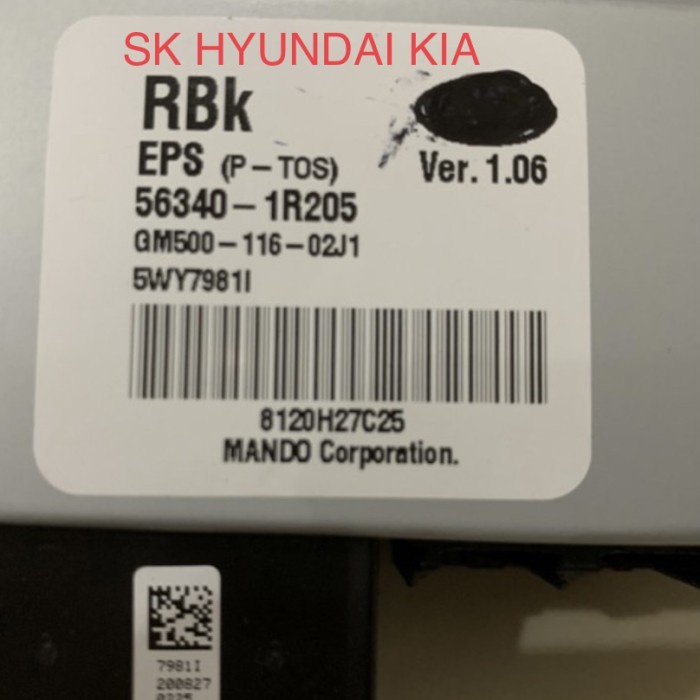 SK HYUNDAI KIA
RBk
EPS (P-TOS) Ver. 1.06
56340-1R205
GM500-116-02J1
5WY7981I
8120H27C25
MANDO Corporation.
7981I
200827